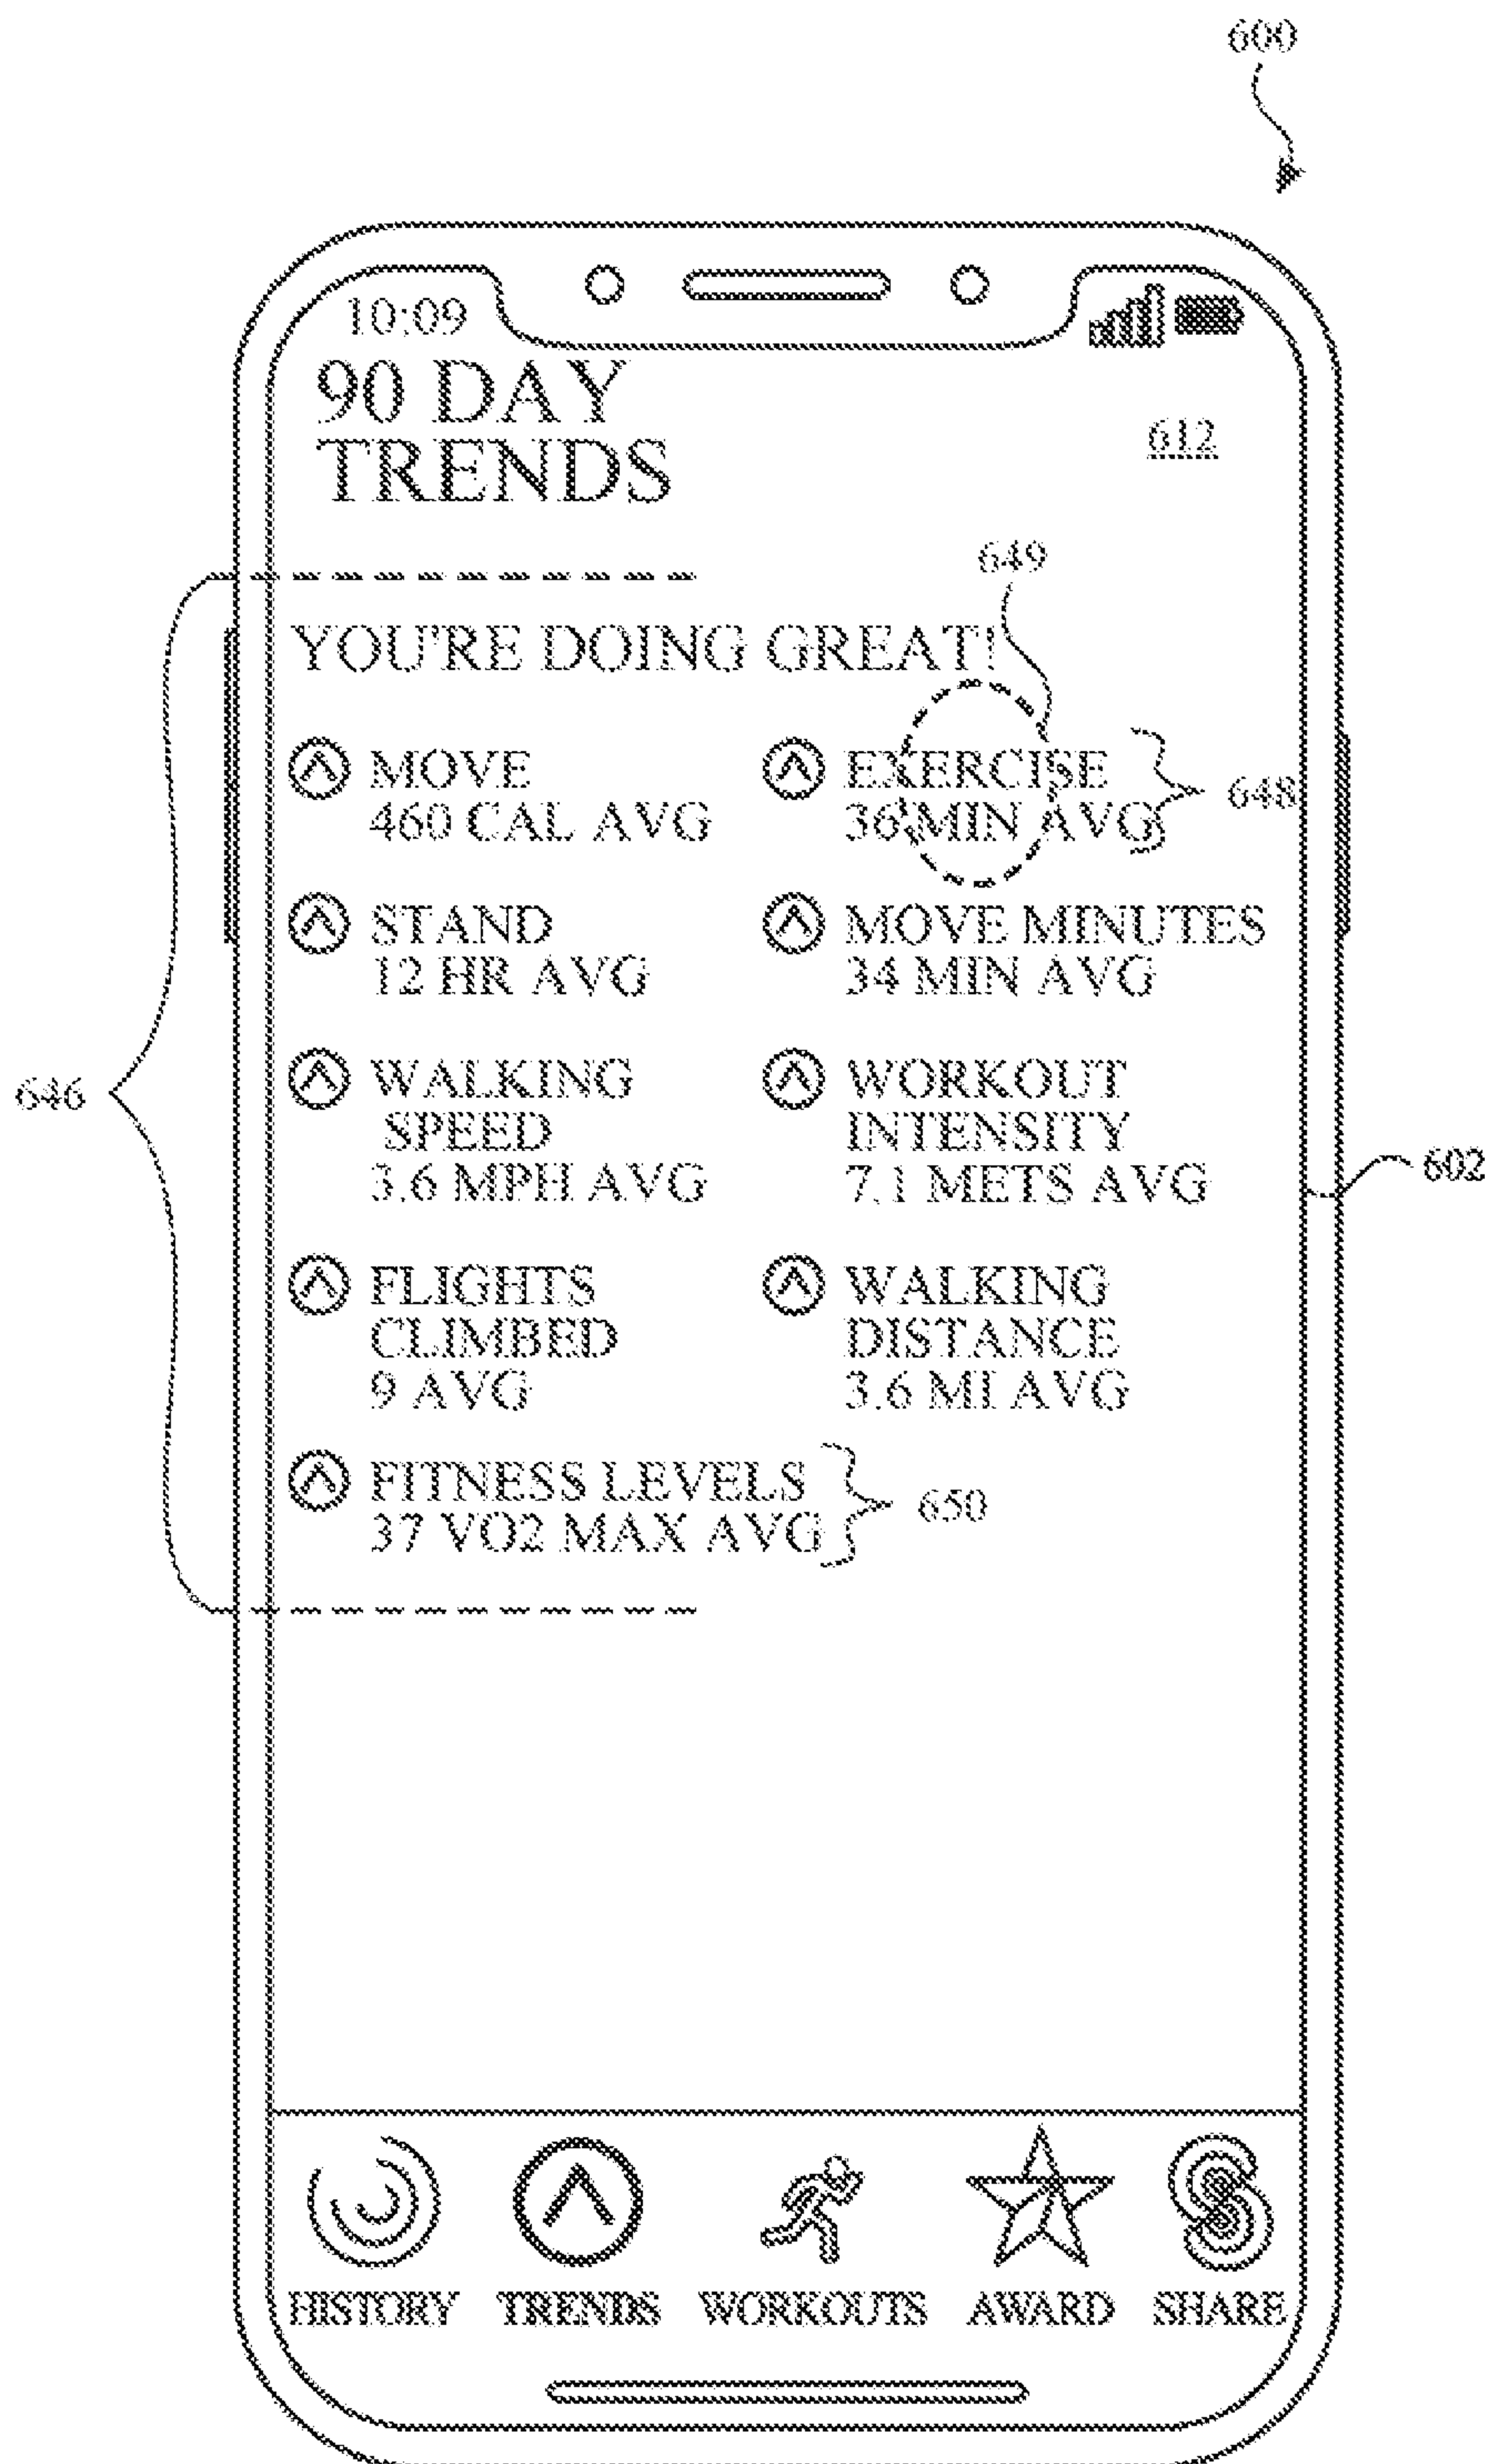 600
10:09
90 DAY
TRENDS
612
649
YOU'RE DOING GREAT!
MOVE
460 CAL AVG
EXERCISE
36 MIN AVG
648
STAND
12 HR AVG
MOVE MINUTES
34 MIN AVG
646
WALKING
SPEED
3.6 MPH AVG
WORKOUT
INTENSITY
7.1 METS AVG
602
FLIGHTS
CLIMBED
9 AVG
WALKING
DISTANCE
3.6 MI AVG
FITNESS LEVELS
37 VO2 MAX AVG
650
HISTORY
TRENDS
WORKOUTS
AWARD
SHARE